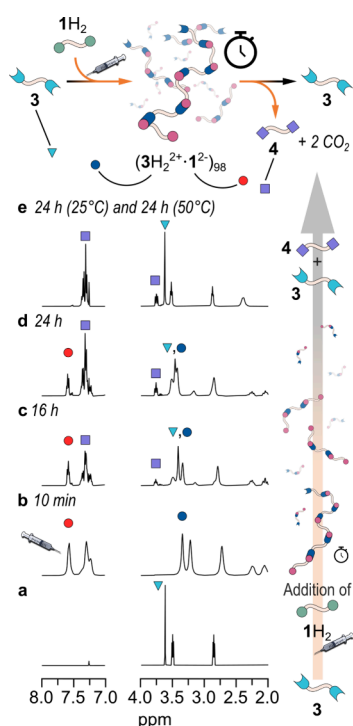 1H₂
3
3
4
+ 2 CO₂
(3H₂²⁺·1²⁻)₉₈
e 24 h (25°C) and 24 h (50°C)
4
+
3
d 24 h
,
c 16 h
,
b 10 min
a
Addition of
1H₂
3
8.0 7.5 7.0 4.0 3.5 3.0 2.5 2.0
ppm